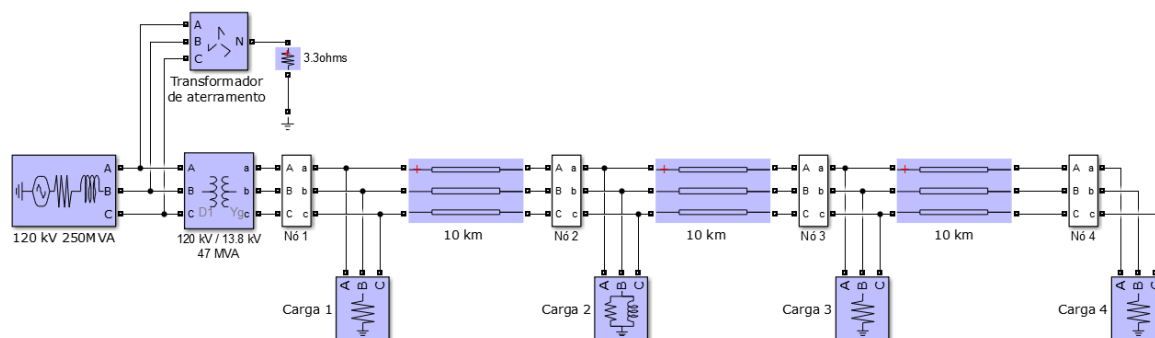 A
B
C
N
3.3ohms
Transformador
de aterramento
A
B
C
120 kV 250MVA
A
B
C
D1
Yg
a
b
c
120 kV / 13.8 kV
47 MVA
A a
B b
C c
Nó 1
10 km
A a
B b
C c
Nó 2
10 km
A a
B b
C c
Nó 3
10 km
A a
B b
C c
Nó 4
A B C
Carga 1
A B C
Carga 2
A B C
Carga 3
A B C
Carga 4